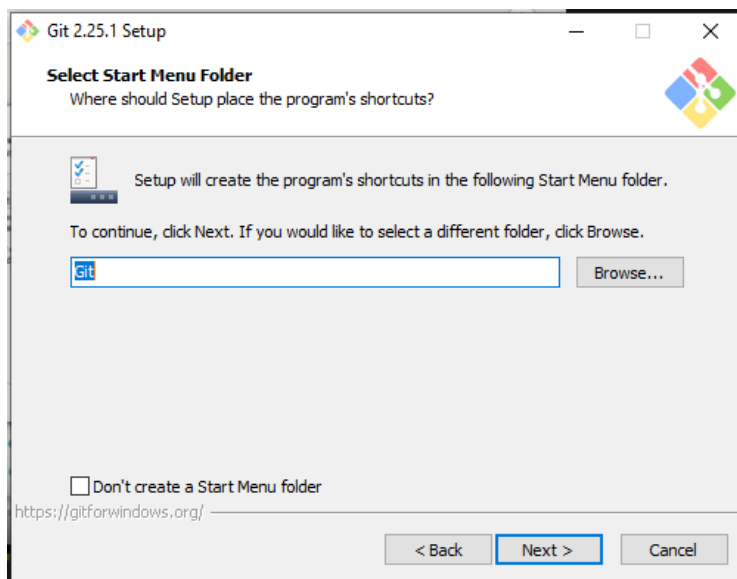 Git 2.25.1 Setup
Select Start Menu Folder
Where should Setup place the program's shortcuts?
Setup will create the program's shortcuts in the following Start Menu folder.
To continue, click Next. If you would like to select a different folder, click Browse.
Git
Browse...
Don't create a Start Menu folder
https://gitforwindows.org/
< Back
Next >
Cancel